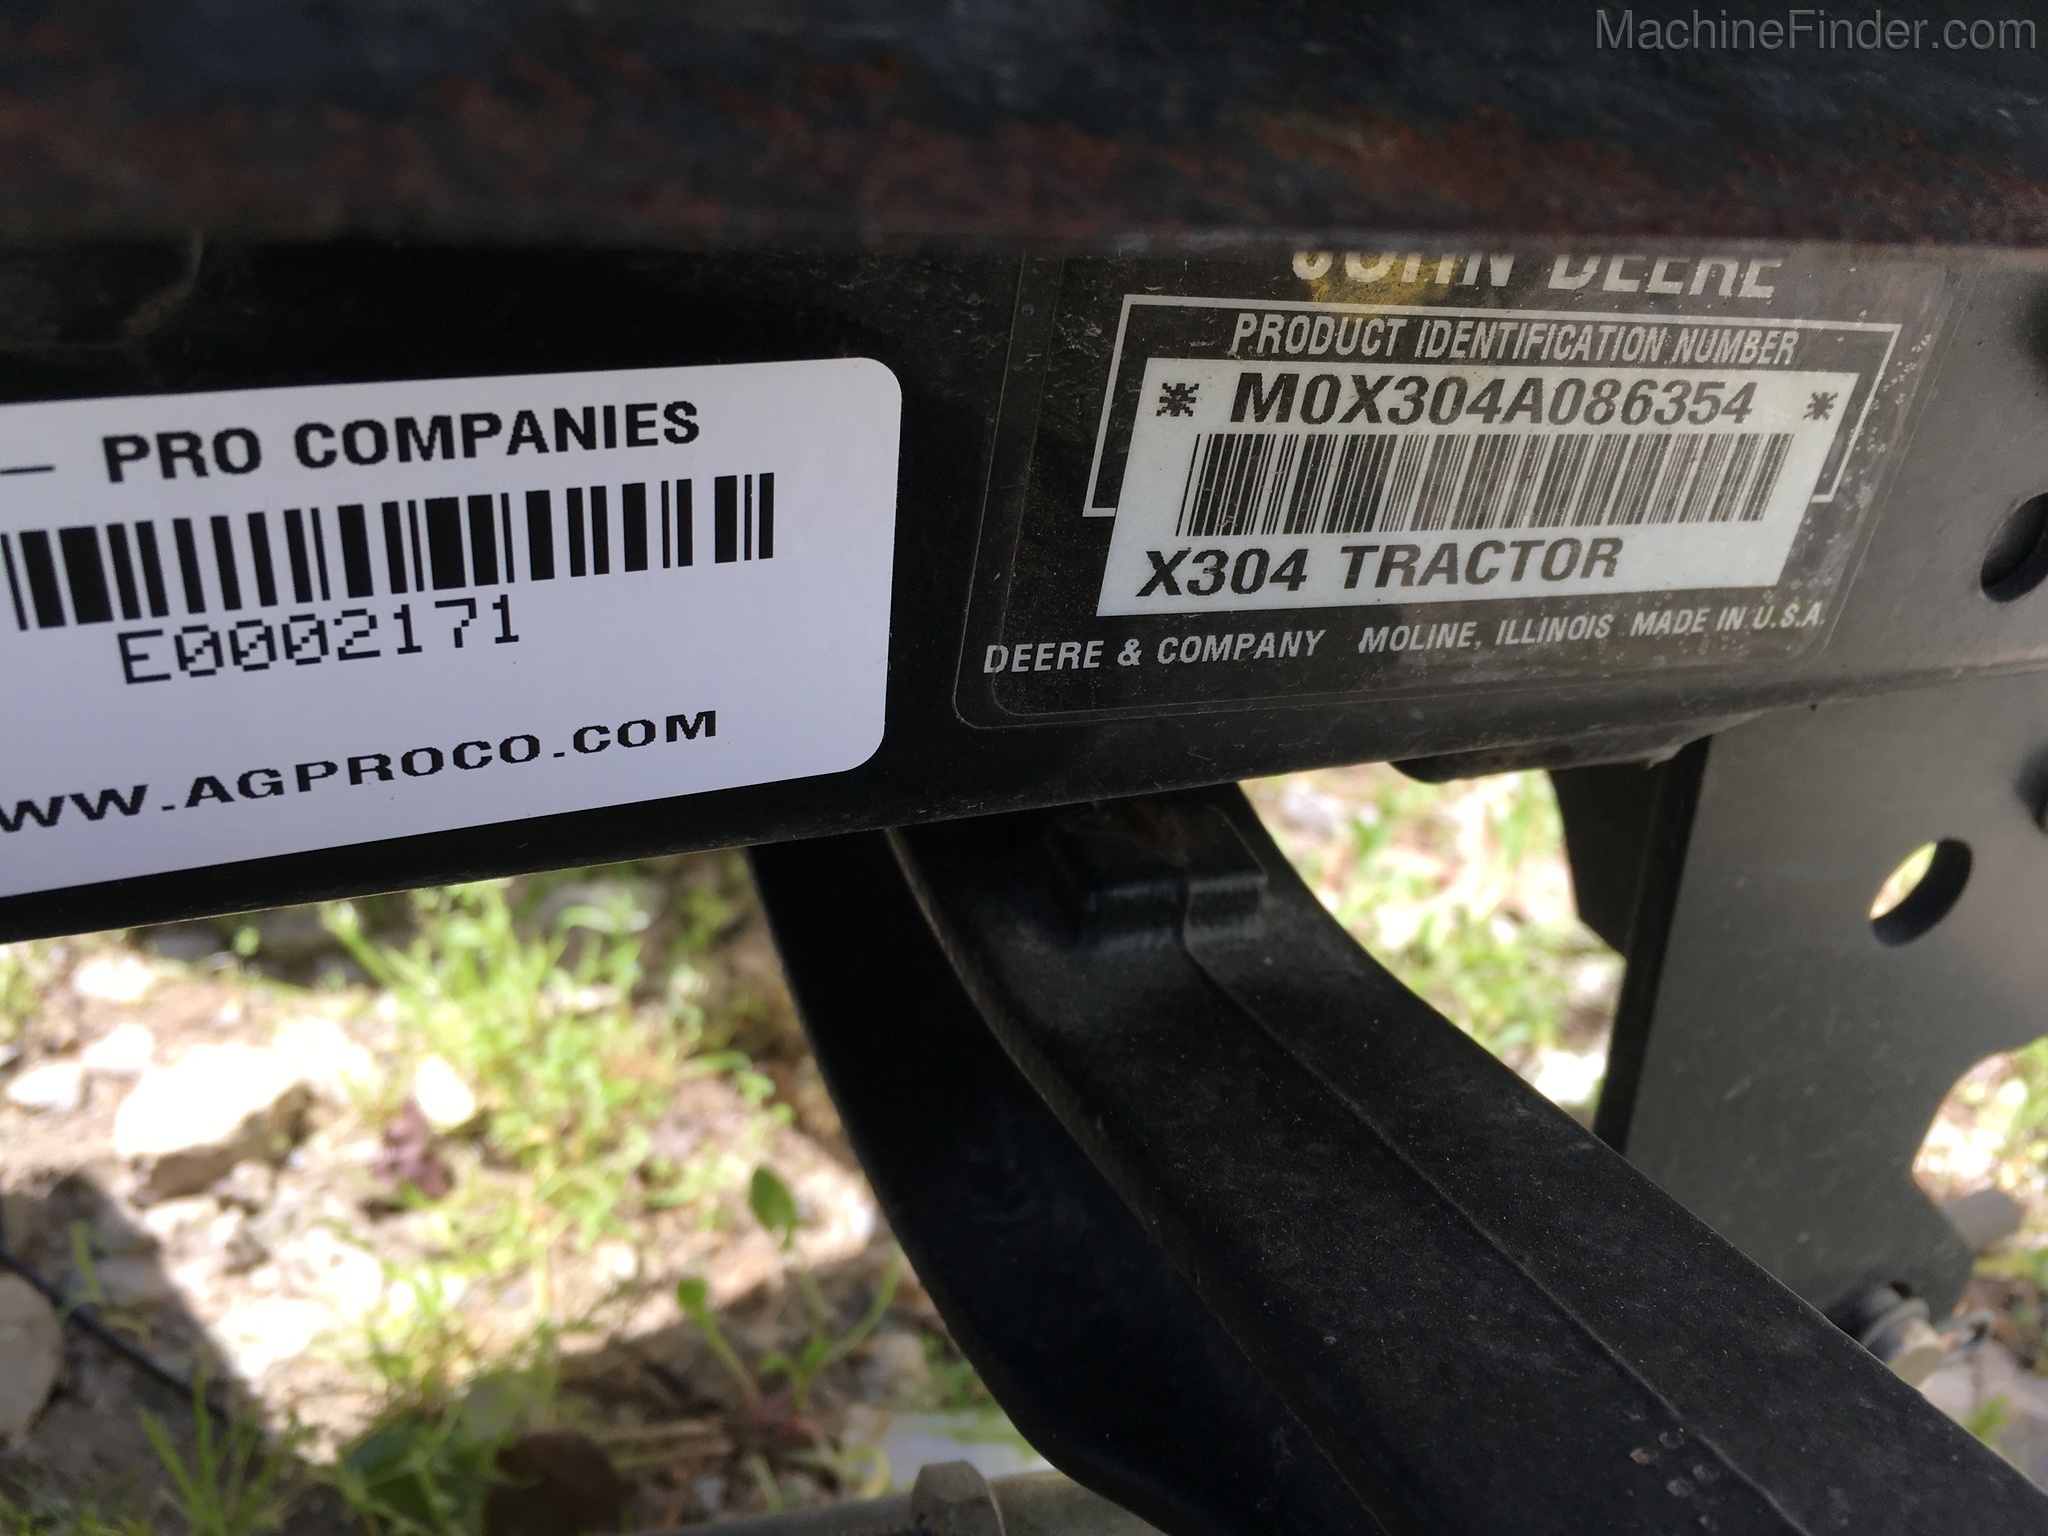 MachineFinder.com
JOHN DEERE
PRODUCT IDENTIFICATION NUMBER
* M0X304A086354 *
X304 TRACTOR
DEERE & COMPANY MOLINE, ILLINOIS MADE IN U.S.A.
– PRO COMPANIES
E0002171
WW.AGPROCO.COM